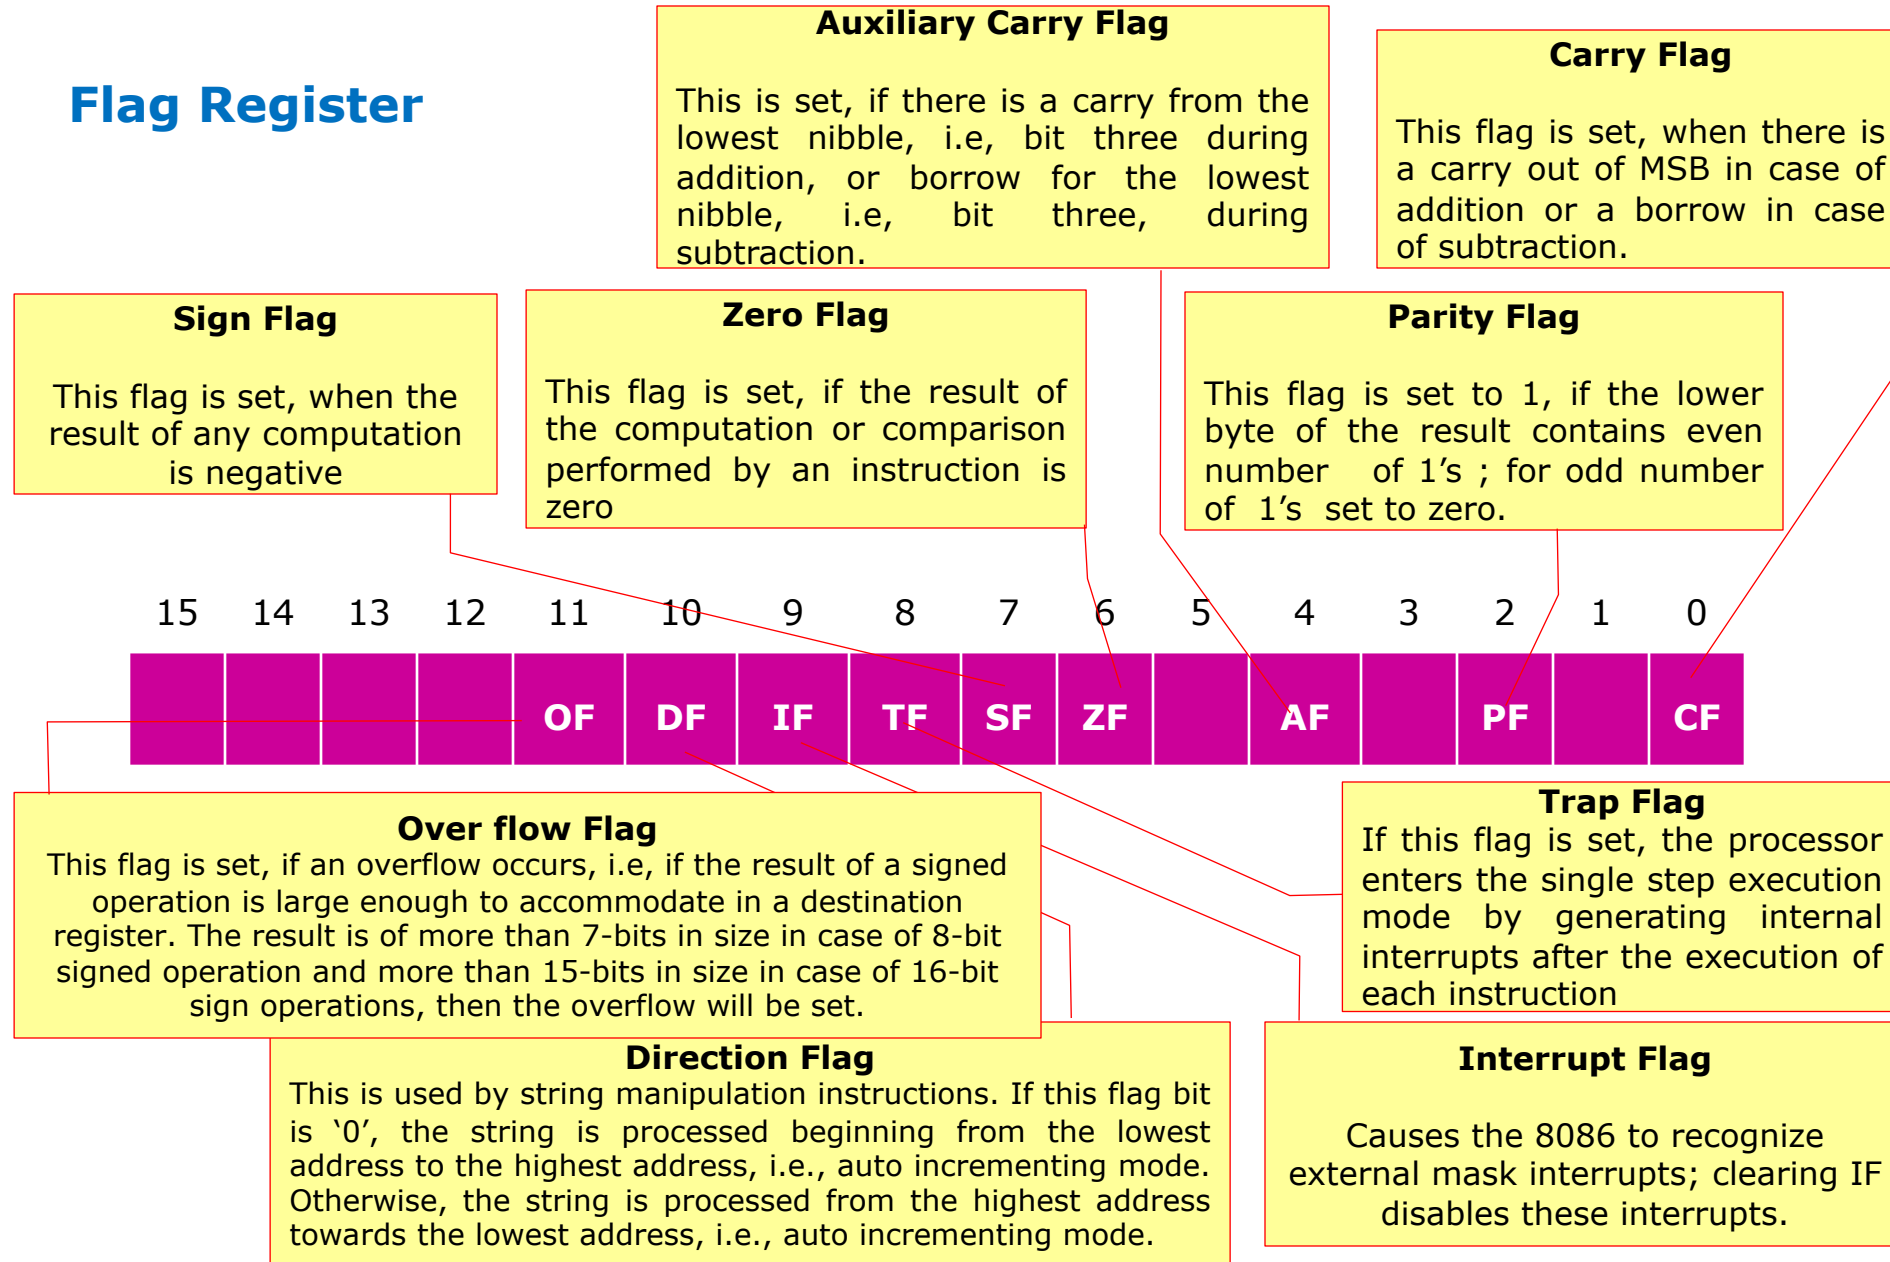 Flag Register
Auxiliary Carry Flag
This is set, if there is a carry from the
lowest nibble, i.e, bit three during
addition, or borrow for the lowest
nibble, i.e, bit three, during
subtraction.
Carry Flag
This flag is set, when there is
a carry out of MSB in case of
addition or a borrow in case
of subtraction.
Sign Flag
This flag is set, when the
result of any computation
is negative
Zero Flag
This flag is set, if the result of
the computation or comparison
performed by an instruction is
zero
Parity Flag
This flag is set to 1, if the lower
byte of the result contains even
number of 1’s ; for odd number
of 1’s set to zero.
15 14 13 12 11 10 9 8 7 6 5 4 3 2 1 0
OF DF IF TF SF ZF AF PF CF
Over flow Flag
This flag is set, if an overflow occurs, i.e, if the result of a signed
operation is large enough to accommodate in a destination
register. The result is of more than 7-bits in size in case of 8-bit
signed operation and more than 15-bits in size in case of 16-bit
sign operations, then the overflow will be set.
Trap Flag
If this flag is set, the processor
enters the single step execution
mode by generating internal
interrupts after the execution of
each instruction
Direction Flag
This is used by string manipulation instructions. If this flag bit
is ‘0’, the string is processed beginning from the lowest
address to the highest address, i.e., auto incrementing mode.
Otherwise, the string is processed from the highest address
towards the lowest address, i.e., auto incrementing mode.
Interrupt Flag
Causes the 8086 to recognize
external mask interrupts; clearing IF
disables these interrupts.